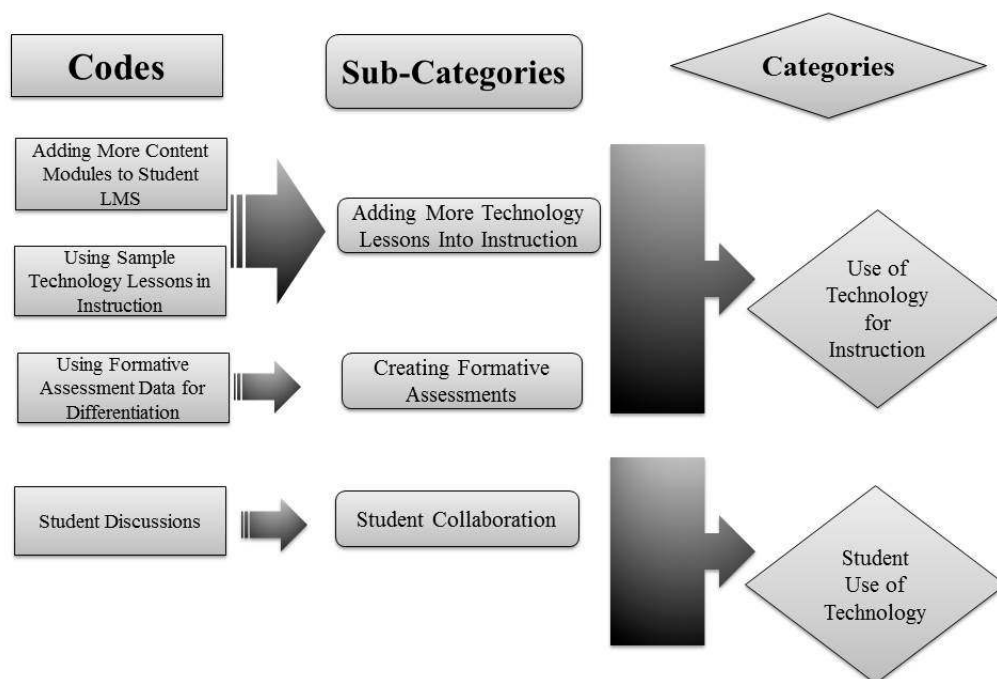 Codes
Sub-Categories
Categories
Adding More Content
Modules to Student
LMS
Using Sample
Technology Lessons in
Instruction
Adding More Technology
Lessons Into Instruction
Use of
Technology
for
Instruction
Using Formative
Assessment Data for
Differentiation
Creating Formative
Assessments
Student Discussions
Student Collaboration
Student
Use of
Technology